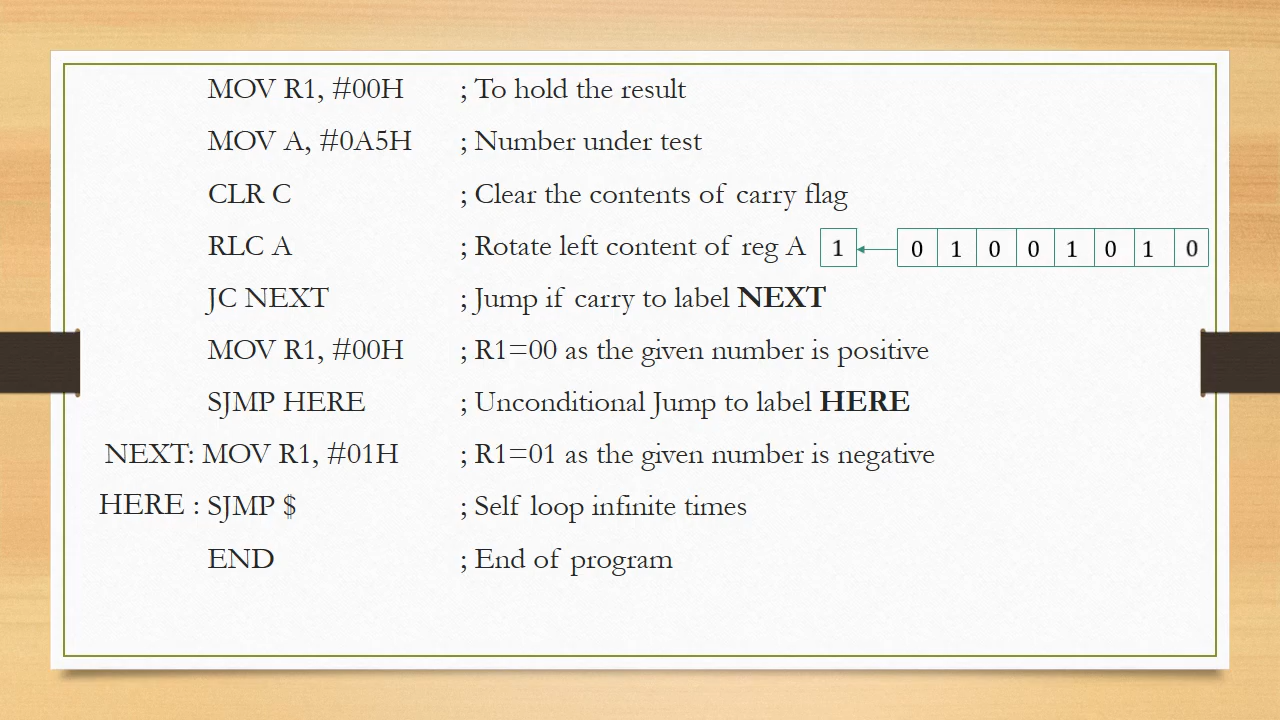 MOV R1, #00H ; To hold the result
MOV A, #0A5H ; Number under test
CLR C ; Clear the contents of carry flag
RLC A ; Rotate left content of reg A 1 0 1 0 0 1 0 1 0
JC NEXT ; Jump if carry to label NEXT
MOV R1, #00H ; R1=00 as the given number is positive
SJMP HERE ; Unconditional Jump to label HERE
NEXT: MOV R1, #01H ; R1=01 as the given number is negative
HERE : SJMP $ ; Self loop infinite times
END ; End of program